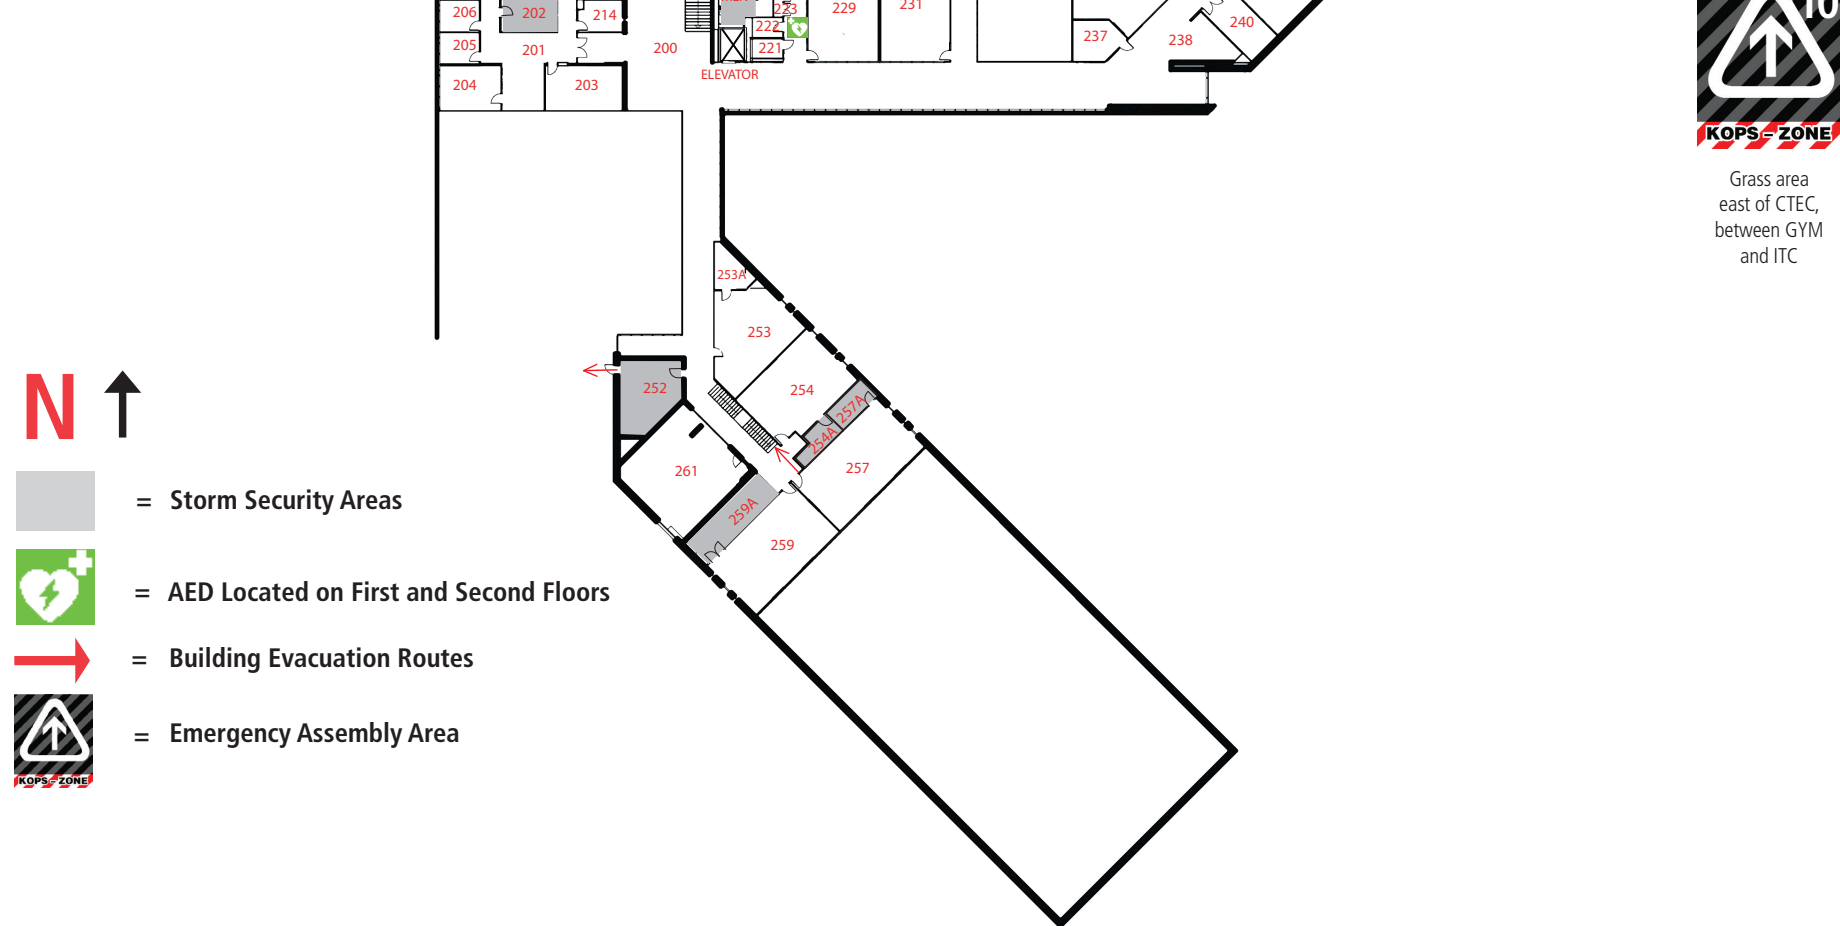 206
202
214
223
229
231
240
222
205
201
200
221
237
238
ELEVATOR
204
203
10
KOPS - ZONE
Grass area
east of CTEC,
between GYM
and ITC
253A
253
252
254
257A
254A
257
261
259A
259
N
= Storm Security Areas
= AED Located on First and Second Floors
= Building Evacuation Routes
= Emergency Assembly Area
KOPS - ZONE